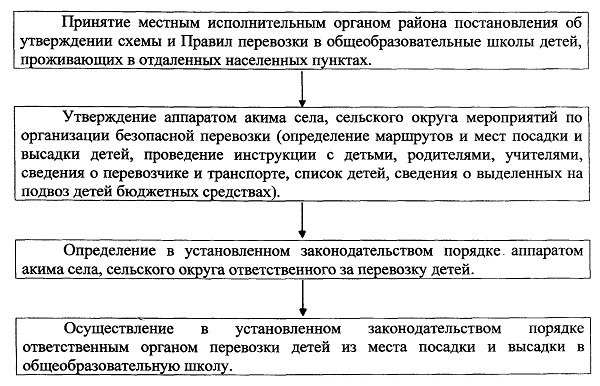 Принятие местным исполнительным органом района постановления об
утверждении схемы и Правил перевозки в общеобразовательные школы детей,
проживающих в отдаленных населенных пунктах.
Утверждение аппаратом акима села, сельского округа мероприятий по
организации безопасной перевозки (определение маршрутов и мест посадки и
высадки детей, проведение инструкции с детьми, родителями, учителями,
сведения о перевозчике и транспорте, список детей, сведения о выделенных на
подвоз детей бюджетных средствах).
Определение в установленном законодательством порядке аппаратом
акима села, сельского округа ответственного за перевозку детей.
Осуществление в установленном законодательством порядке
ответственным органом перевозки детей из места посадки и высадки в
общеобразовательную школу.